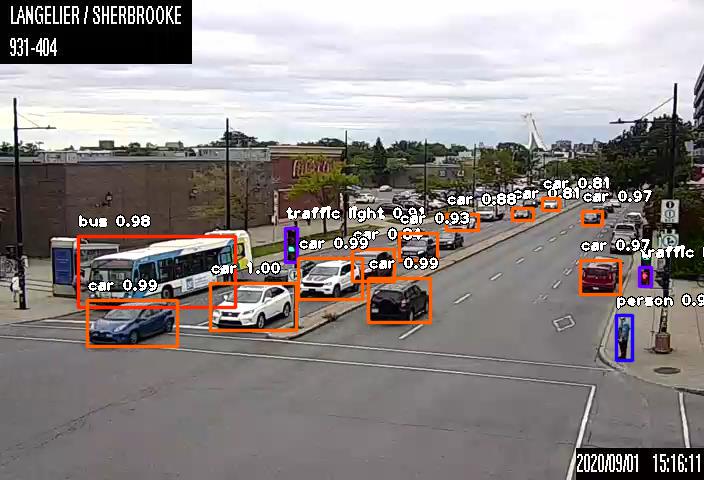 LANGELIER / SHERBROOKE
931-404
car 0.81
car 0.88
car 0.97
bus 0.98
traffic light 0.91
car 0.93
car 0.99
car 0.97
car 1.00
car 0.99
car 0.99
person 0.9
2020/09/01 15:16:11